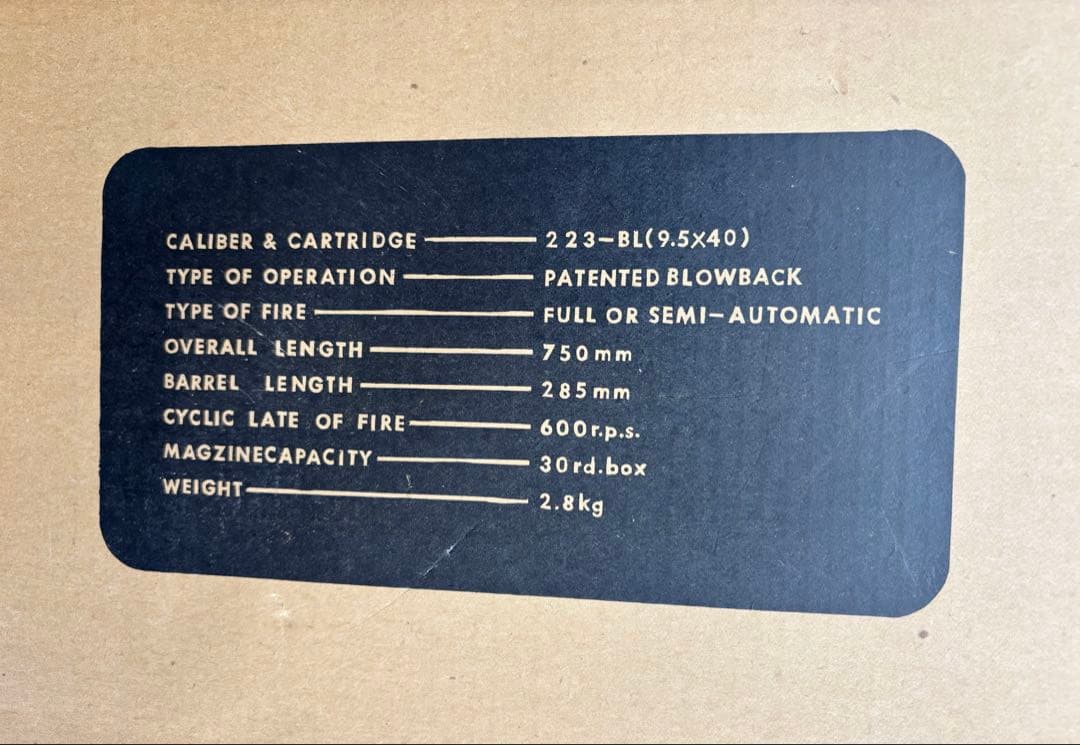 CALIBER & CARTRIDGE 223-BL(9.5X40)
TYPE OF OPERATION PATENTED BLOWBACK
TYPE OF FIRE FULL OR SEMI-AUTOMATIC
OVERALL LENGTH 750mm
BARREL LENGTH 285mm
CYCLIC LATE OF FIRE 600r.p.s.
MAGZINECAPACITY 30rd.box
WEIGHT 2.8kg